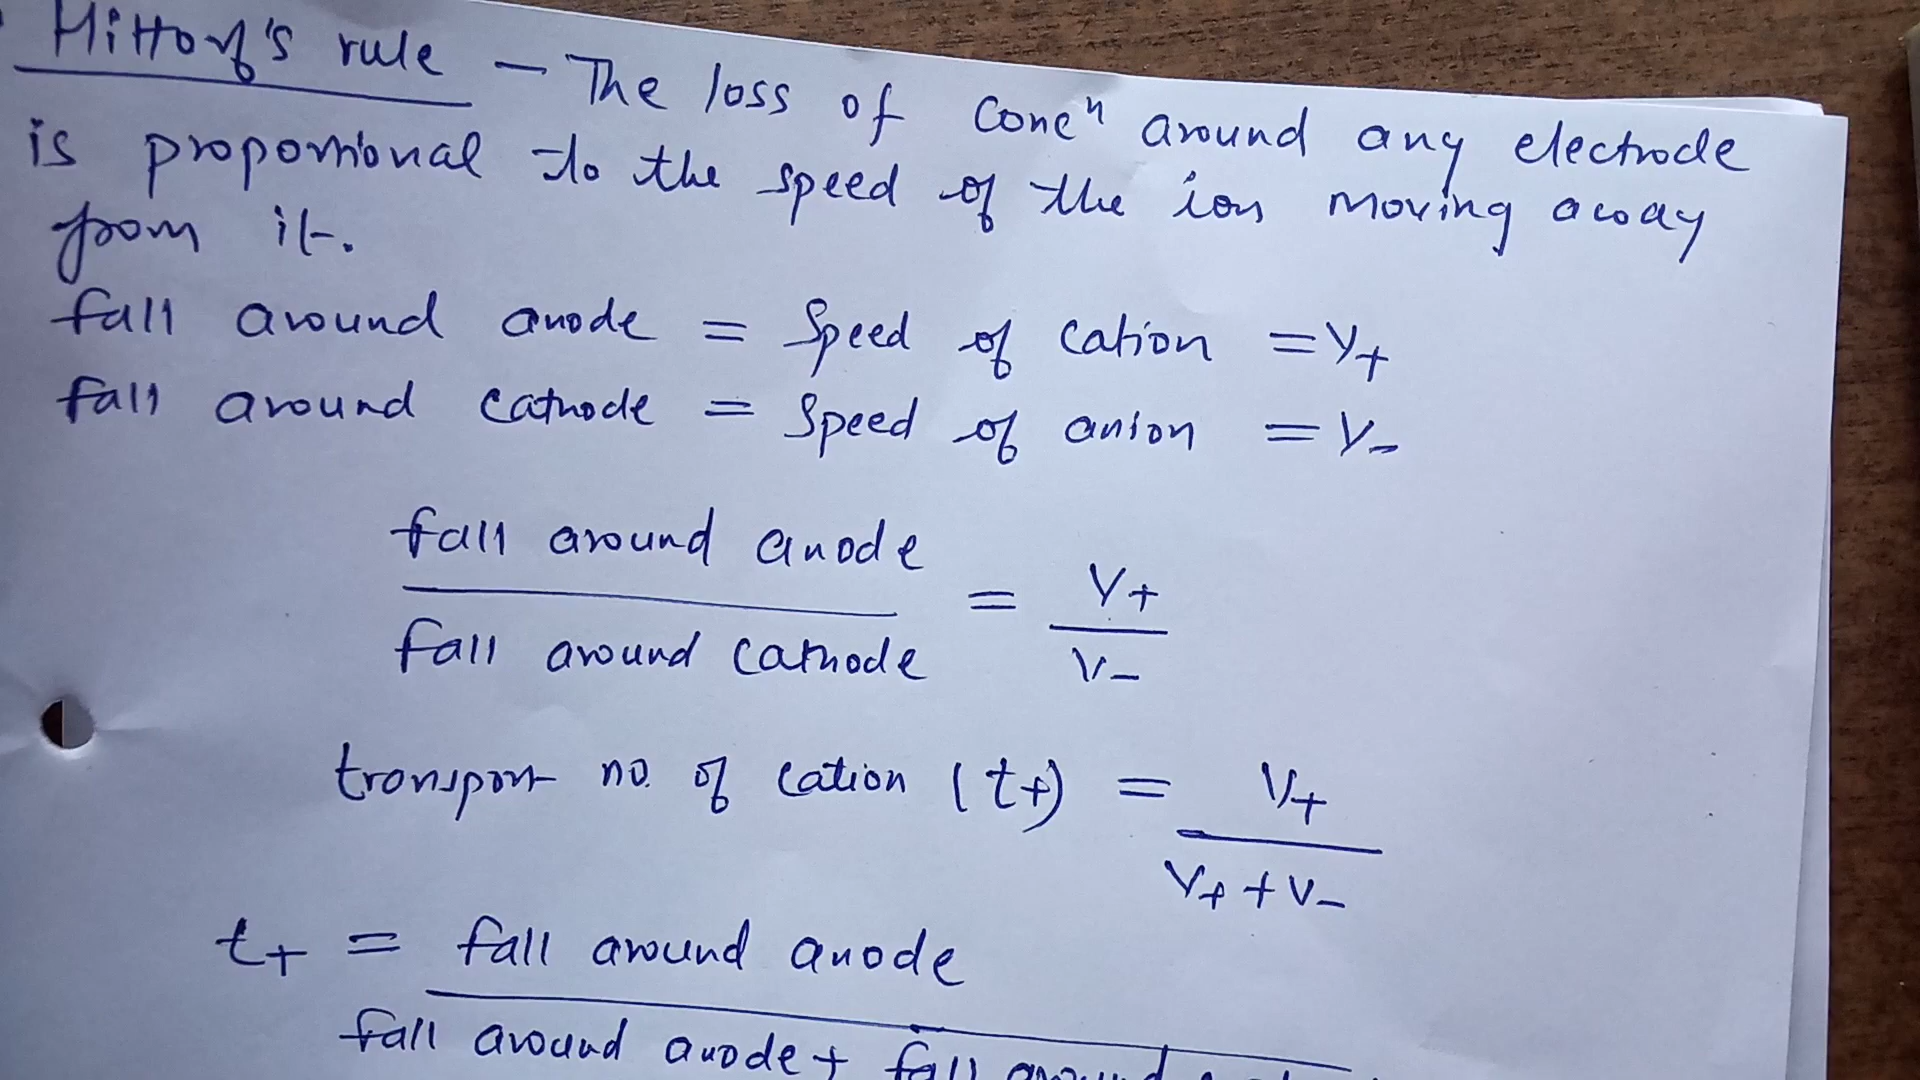 Hittorf's rule - The loss of concⁿ around any electrode
is proportional to the speed of the ion moving away
from it.
fall around anode = Speed of cation = V+
fall around cathode = Speed of anion = V-
fall around anode / fall around cathode = V+ / V-
transport no. of cation (t+) = V+ / V+ + V-
t+ = fall around anode
fall around anode + fall around